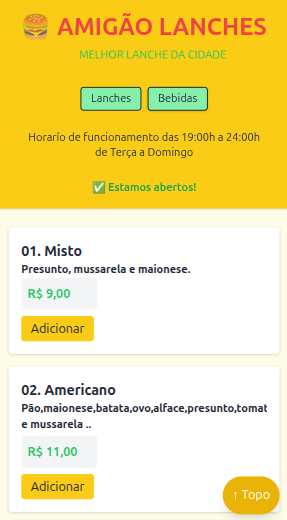 🍔 AMIGÃO LANCHES
MELHOR LANCHE DA CIDADE
Lanches Bebidas
Horarío de funcionamento das 19:00h a 24:00h
de Terça a Domingo
✅ Estamos abertos!
01. Misto
Presunto, mussarela e maionese.
R$ 9,00
Adicionar
02. Americano
Pão,maionese,batata,ovo,alface,presunto,tomat
e mussarela ..
R$ 11,00
Adicionar
↑ Topo